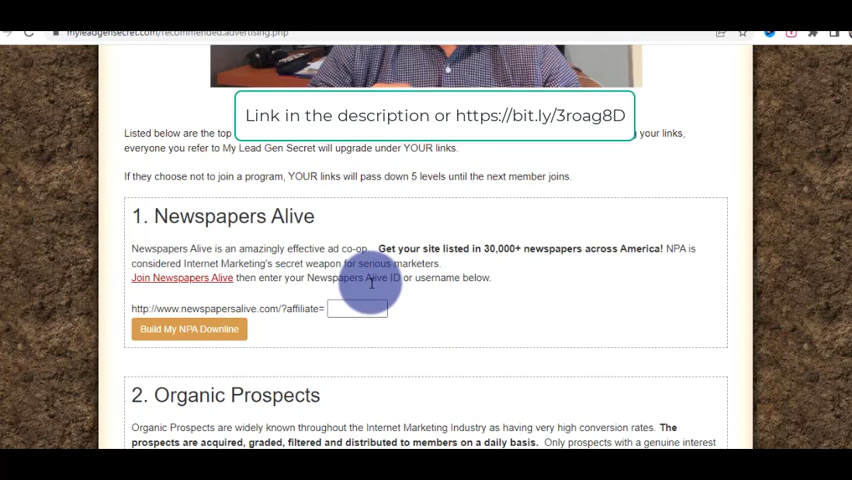 myleadgensecret.com/recommended.advertising.php
Link in the description or https://bit.ly/3roag8D
Listed below are the top
your links,
everyone you refer to My Lead Gen Secret will upgrade under YOUR links.
If they choose not to join a program, YOUR links will pass down 5 levels until the next member joins.
1. Newspapers Alive
Newspapers Alive is an amazingly effective ad co-op. Get your site listed in 30,000+ newspapers across America! NPA is
considered Internet Marketing's secret weapon for serious marketers.
Join Newspapers Alive then enter your Newspapers Alive ID or username below.
http://www.newspapersalive.com/?affiliate=
Build My NPA Downline
2. Organic Prospects
Organic Prospects are widely known throughout the Internet Marketing Industry as having very high conversion rates. The
prospects are acquired, graded, filtered and distributed to members on a daily basis. Only prospects with a genuine interest